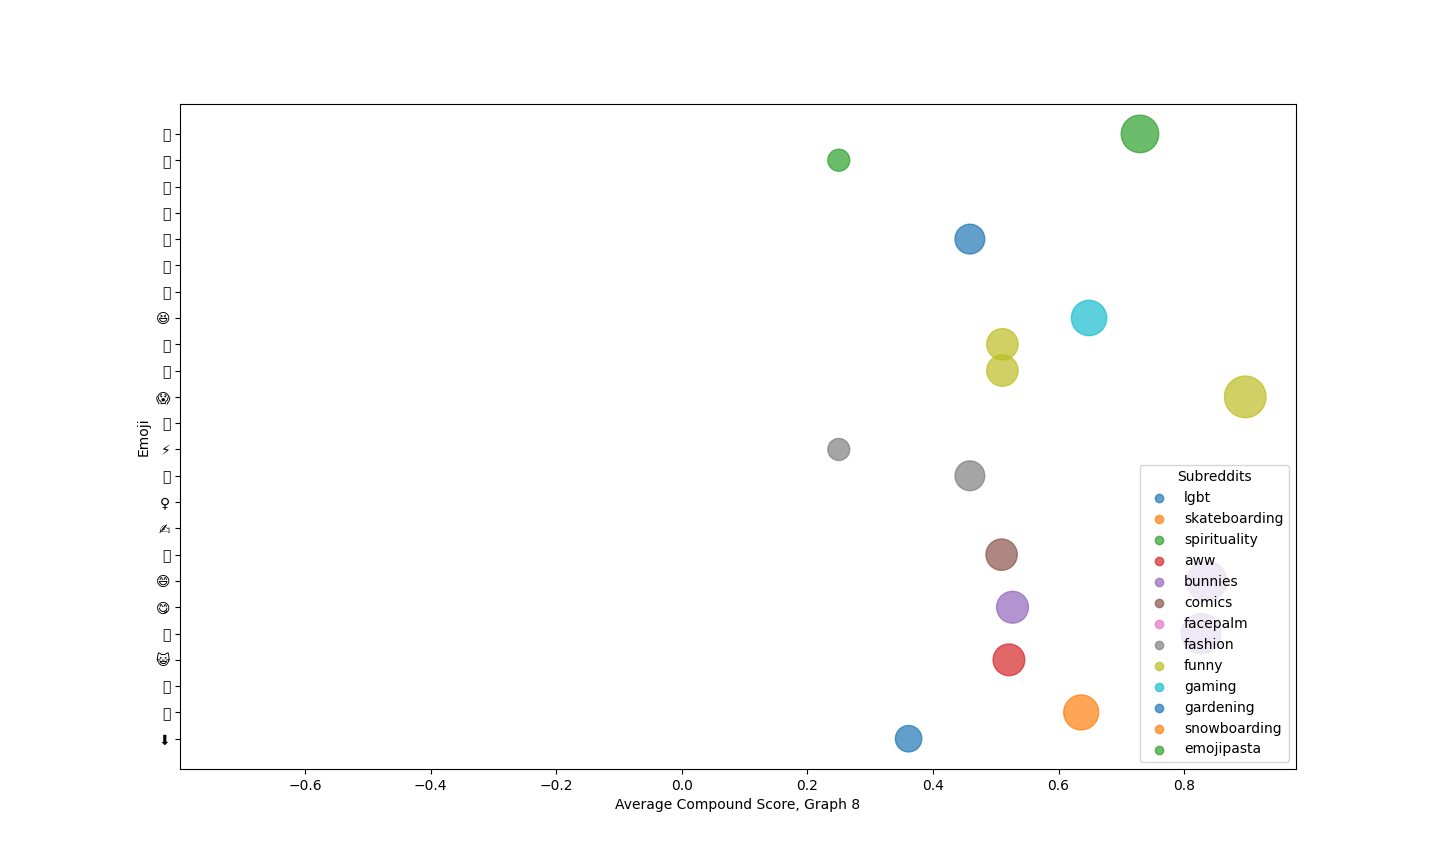 😆
😱
⚡
♀
✍
😄
😊
😺
⬇
Emoji
−0.6 −0.4 −0.2 0.0 0.2 0.4 0.6 0.8
Average Compound Score, Graph 8
Subreddits
lgbt
skateboarding
spirituality
aww
bunnies
comics
facepalm
fashion
funny
gaming
gardening
snowboarding
emojipasta